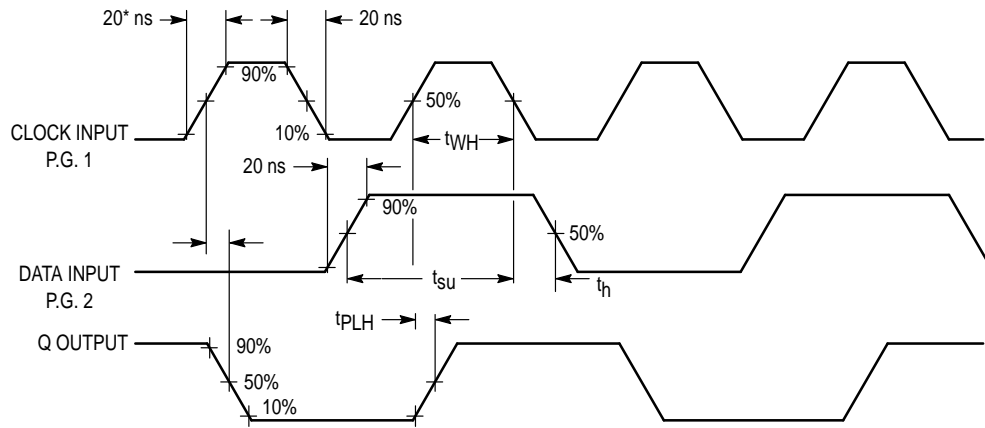 20* ns
20 ns
90%
CLOCK INPUT
P.G. 1
10%
50%
tWH
20 ns
90%
50%
DATA INPUT
P.G. 2
tsu
th
tPLH
Q OUTPUT
90%
50%
10%